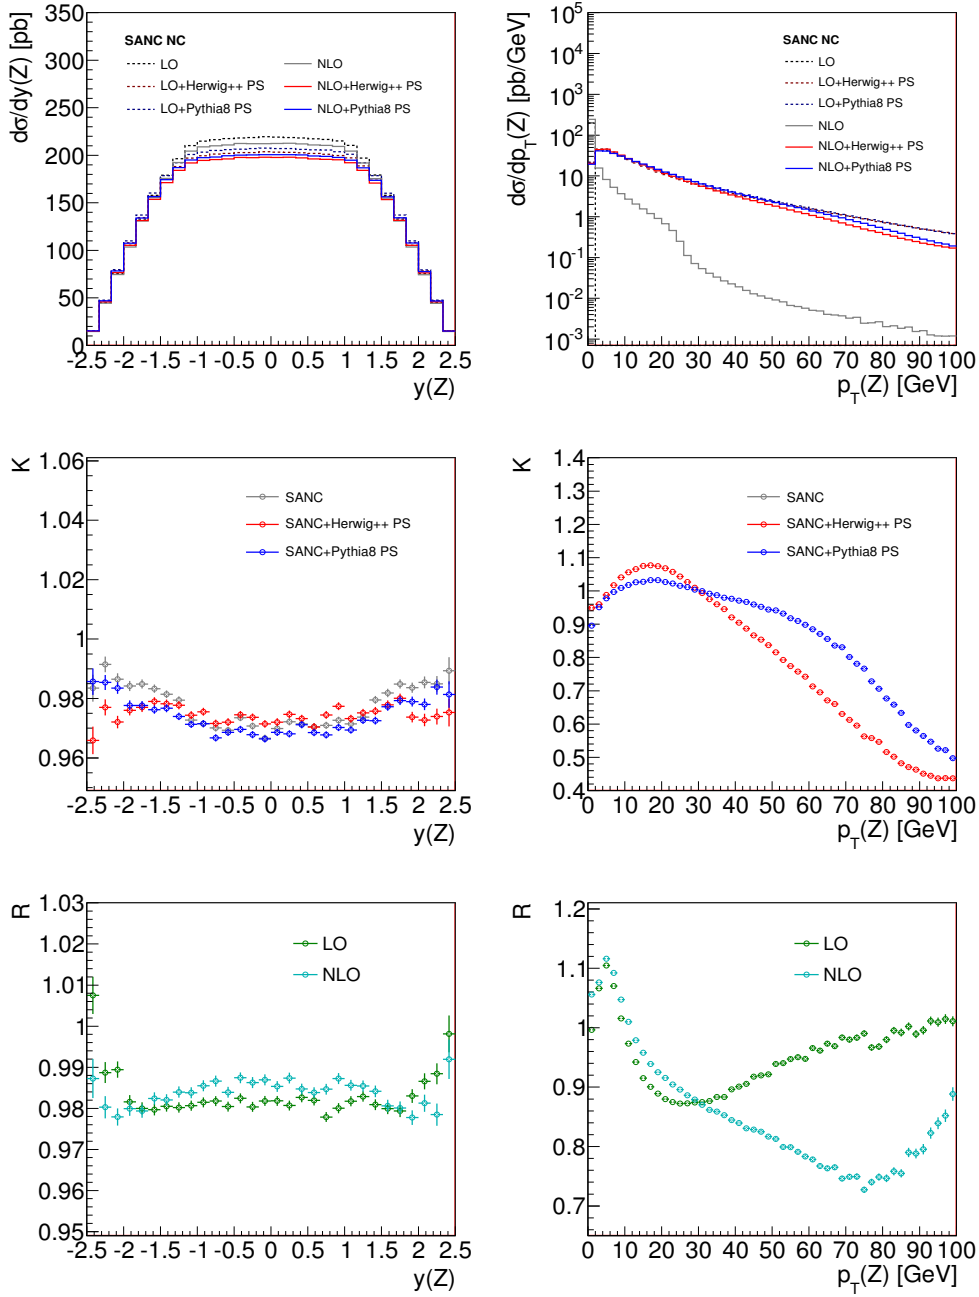 dσ/dy(Z) [pb]
350
300
250
200
150
100
50
0
SANC NC
LO
NLO
LO+Herwig++ PS
NLO+Herwig++ PS
LO+Pythia8 PS
NLO+Pythia8 PS
-2.5 -2 -1.5 -1 -0.5 0 0.5 1 1.5 2 2.5
y(Z)
dσ/dp_T(Z) [pb/GeV]
10^5
10^4
10^3
10^2
10
1
10^-1
10^-2
10^-3
SANC NC
LO
LO+Herwig++ PS
LO+Pythia8 PS
NLO
NLO+Herwig++ PS
NLO+Pythia8 PS
0 10 20 30 40 50 60 70 80 90 100
p_T(Z) [GeV]
K
1.06
1.04
1.02
1
0.98
0.96
SANC
SANC+Herwig++ PS
SANC+Pythia8 PS
-2.5 -2 -1.5 -1 -0.5 0 0.5 1 1.5 2 2.5
y(Z)
K
1.4
1.3
1.2
1.1
1
0.9
0.8
0.7
0.6
0.5
0.4
SANC
SANC+Herwig++ PS
SANC+Pythia8 PS
0 10 20 30 40 50 60 70 80 90 100
p_T(Z) [GeV]
R
1.03
1.02
1.01
1
0.99
0.98
0.97
0.96
0.95
LO
NLO
-2.5 -2 -1.5 -1 -0.5 0 0.5 1 1.5 2 2.5
y(Z)
R
1.2
1.1
1
0.9
0.8
0.7
LO
NLO
0 10 20 30 40 50 60 70 80 90 100
p_T(Z) [GeV]